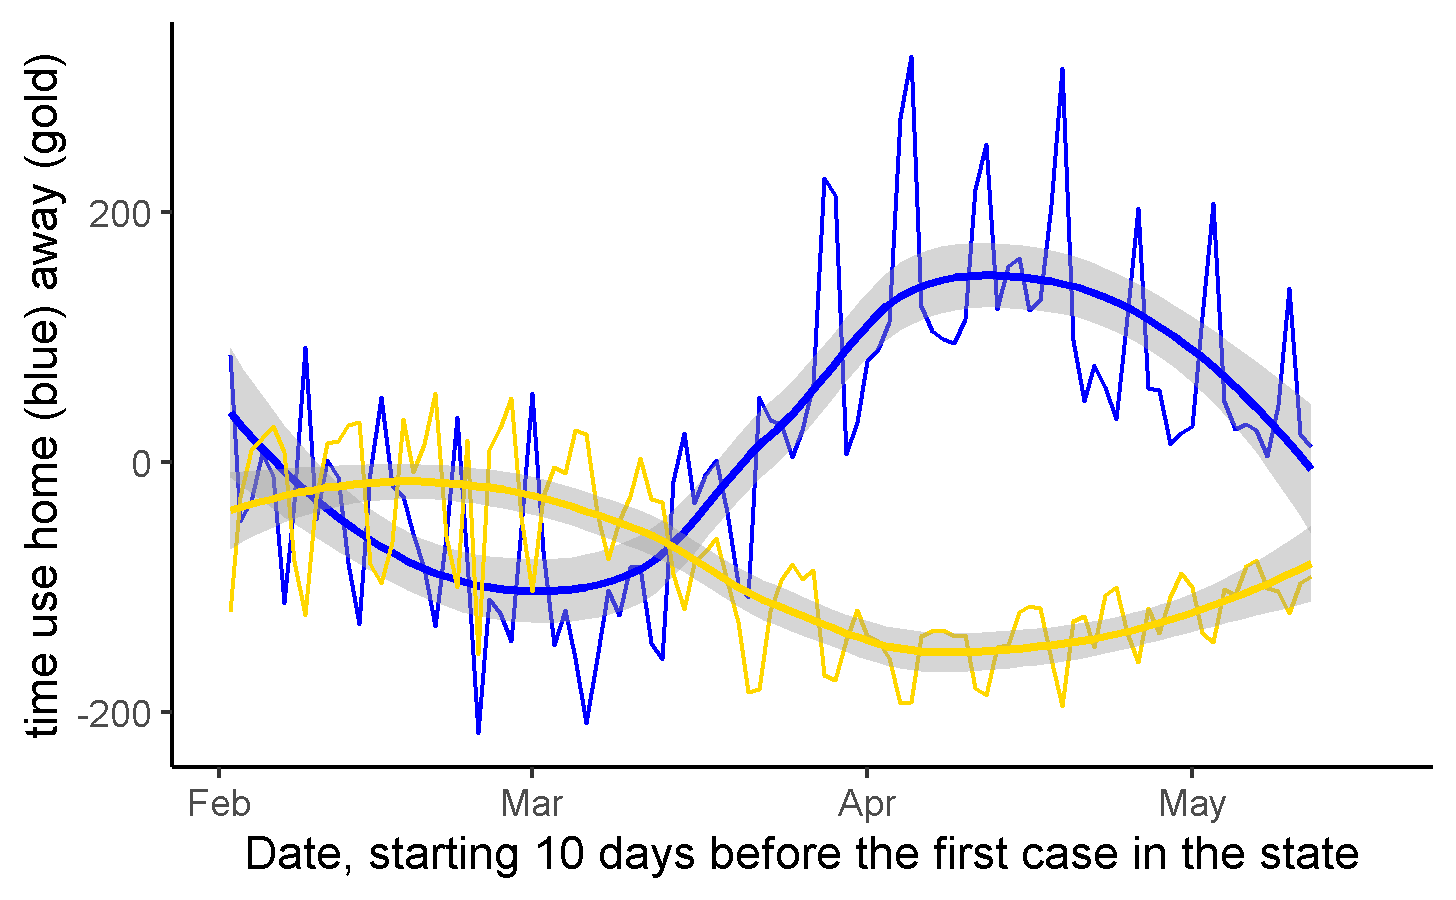 time use home (blue) away (gold)
200
0
-200
Feb Mar Apr May
Date, starting 10 days before the first case in the state